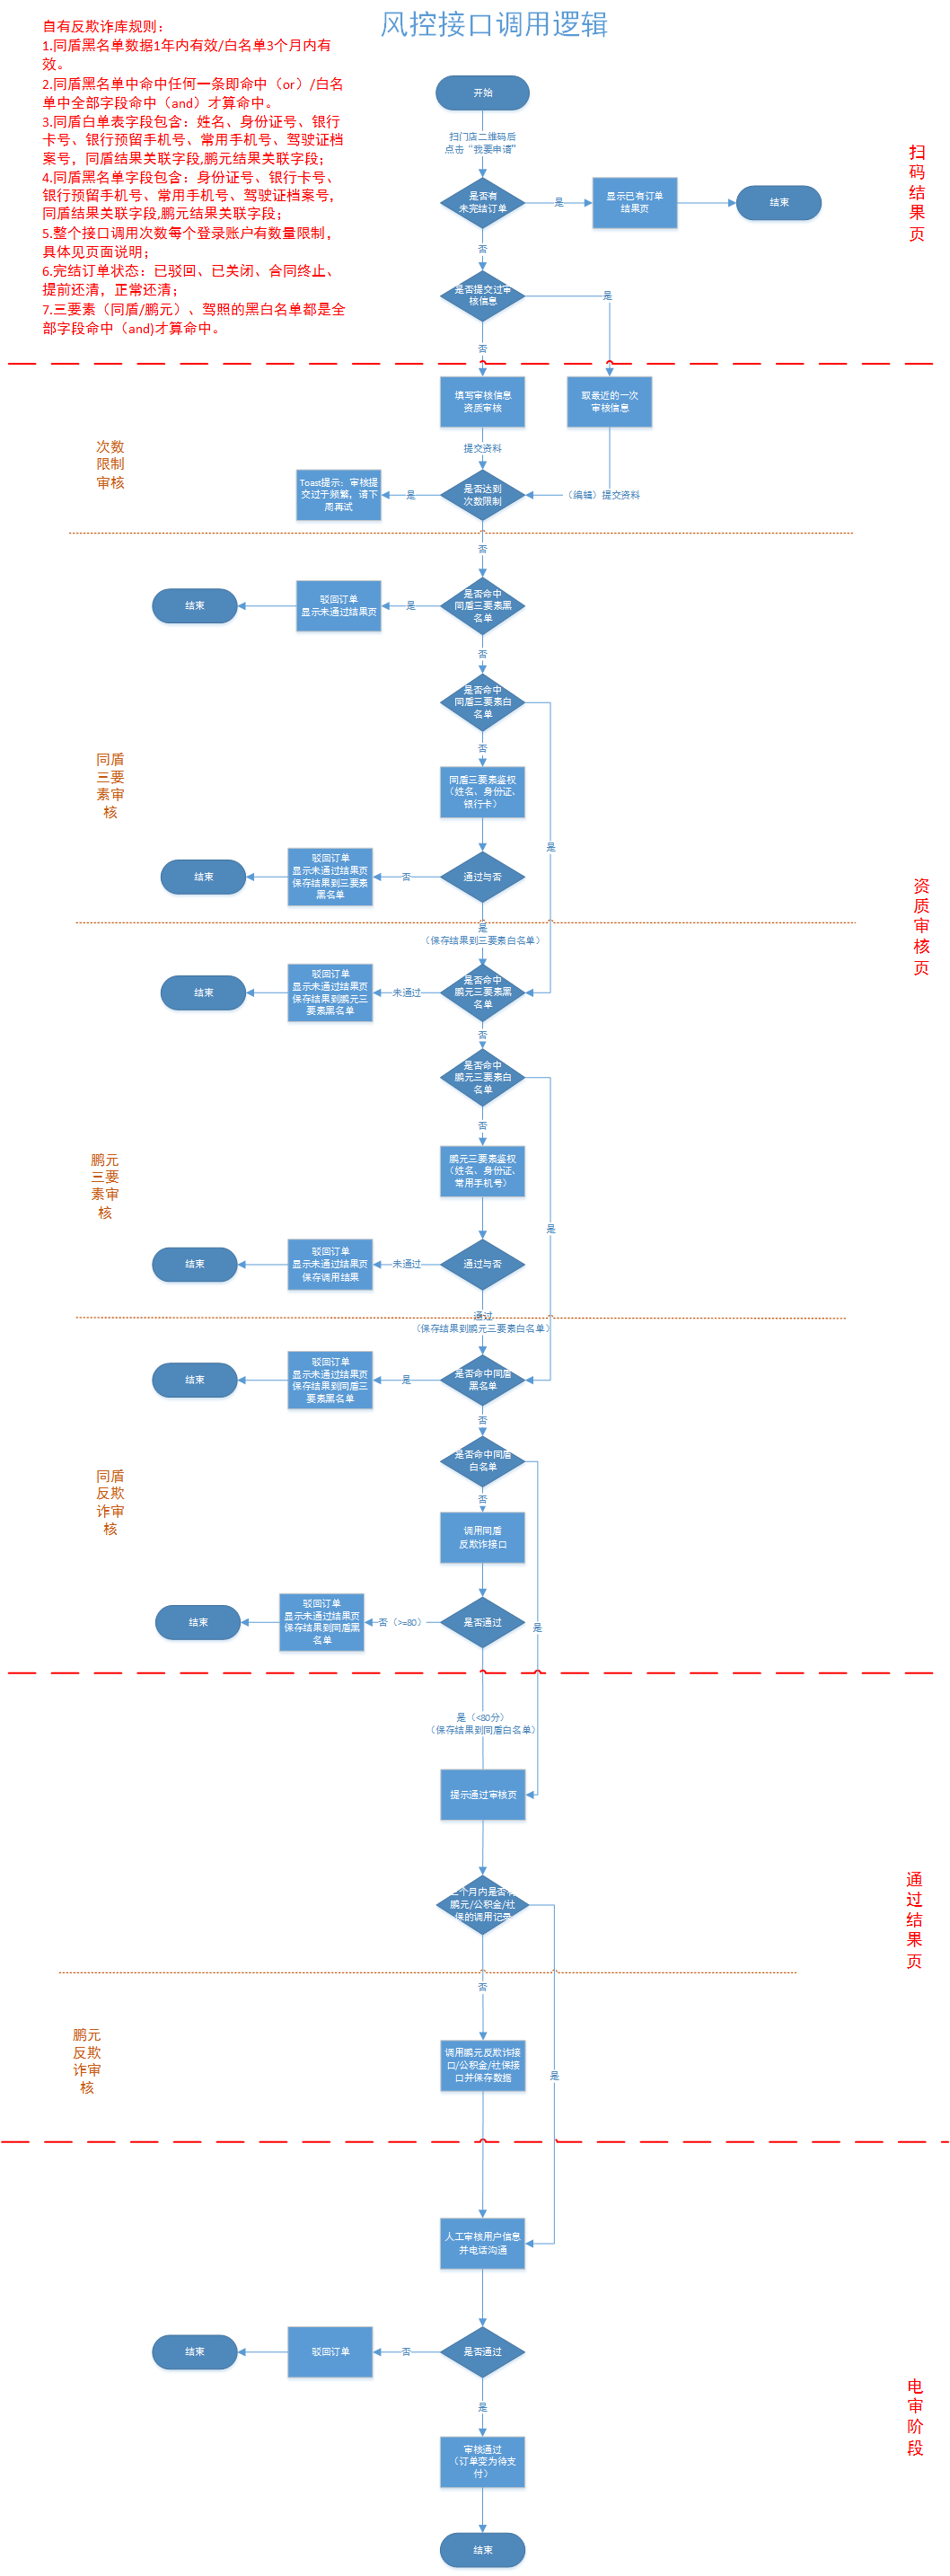 风控接口调用逻辑
自有反欺诈库规则：
1.同盾黑名单数据1年内有效/白名单3个月内有
效。
2.同盾黑名单中命中任何一条即命中（or）/白名
单中全部字段命中（and）才算命中。
3.同盾白单表字段包含：姓名、身份证号、银行
卡号、银行预留手机号、常用手机号、驾驶证档
案号，同盾结果关联字段,鹏元结果关联字段；
4.同盾黑名单字段包含：身份证号、银行卡号、
银行预留手机号、常用手机号、驾驶证档案号，
同盾结果关联字段,鹏元结果关联字段；
5.整个接口调用次数每个登录账户有数量限制，
具体见页面说明；
6.完结订单状态：已驳回、已关闭、合同终止、
提前还清，正常还清；
7.三要素（同盾/鹏元）、驾照的黑白名单都是全
部字段命中（and)才算命中。
开始
扫门店二维码后
点击“我要申请”
扫码结果页
是否有
未完结订单
是
显示已有订单
结果页
结束
否
是否提交过审
核信息
是
否
填写审核信息
资质审核
取最近的一次
审核信息
次数
限制
审核
提交资料
Toast提示：审核提
交过于频繁，请下
周再试
是
是否达到
次数限制
（编辑）提交资料
否
结束
驳回订单
显示未通过结果页
是
是否命中
同盾三要素黑
名单
否
是否命中
同盾三要素白
名单
否
同盾
三要
素审
核
同盾三要素鉴权
（姓名、身份证、
银行卡）
是
结束
驳回订单
显示未通过结果页
保存结果到三要素
黑名单
否
通过与否
资质审核页
是
（保存结果到三要素白名单）
结束
驳回订单
显示未通过结果页
保存结果到鹏元三
要素黑名单
未通过
是否命中
鹏元三要素黑
名单
否
是否命中
鹏元三要素白
名单
否
鹏元
三要
素审
核
鹏元三要素鉴权
（姓名、身份证、
常用手机号）
是
结束
驳回订单
显示未通过结果页
保存调用结果
未通过
通过与否
通过
（保存结果到鹏元三要素白名单）
结束
驳回订单
显示未通过结果页
保存结果到同盾三
要素黑名单
是
是否命中同盾
黑名单
否
是否命中同盾
白名单
同盾
反欺
诈审
核
否
调用同盾
反欺诈接口
结束
驳回订单
显示未通过结果页
保存结果到同盾黑
名单
否（>=80）
是否通过
是
是（<80分）
（保存结果到同盾白名单）
提示通过审核页
个月内是否有
鹏元/公积金/社
保的调用记录
通过结果页
否
鹏元
反欺
诈审
核
调用鹏元反欺诈接
口/公积金/社保接
口并保存数据
是
人工审核用户信息
并电话沟通
结束
驳回订单
否
是否通过
电审阶段
是
审核通过
（订单变为待支
付）
结束